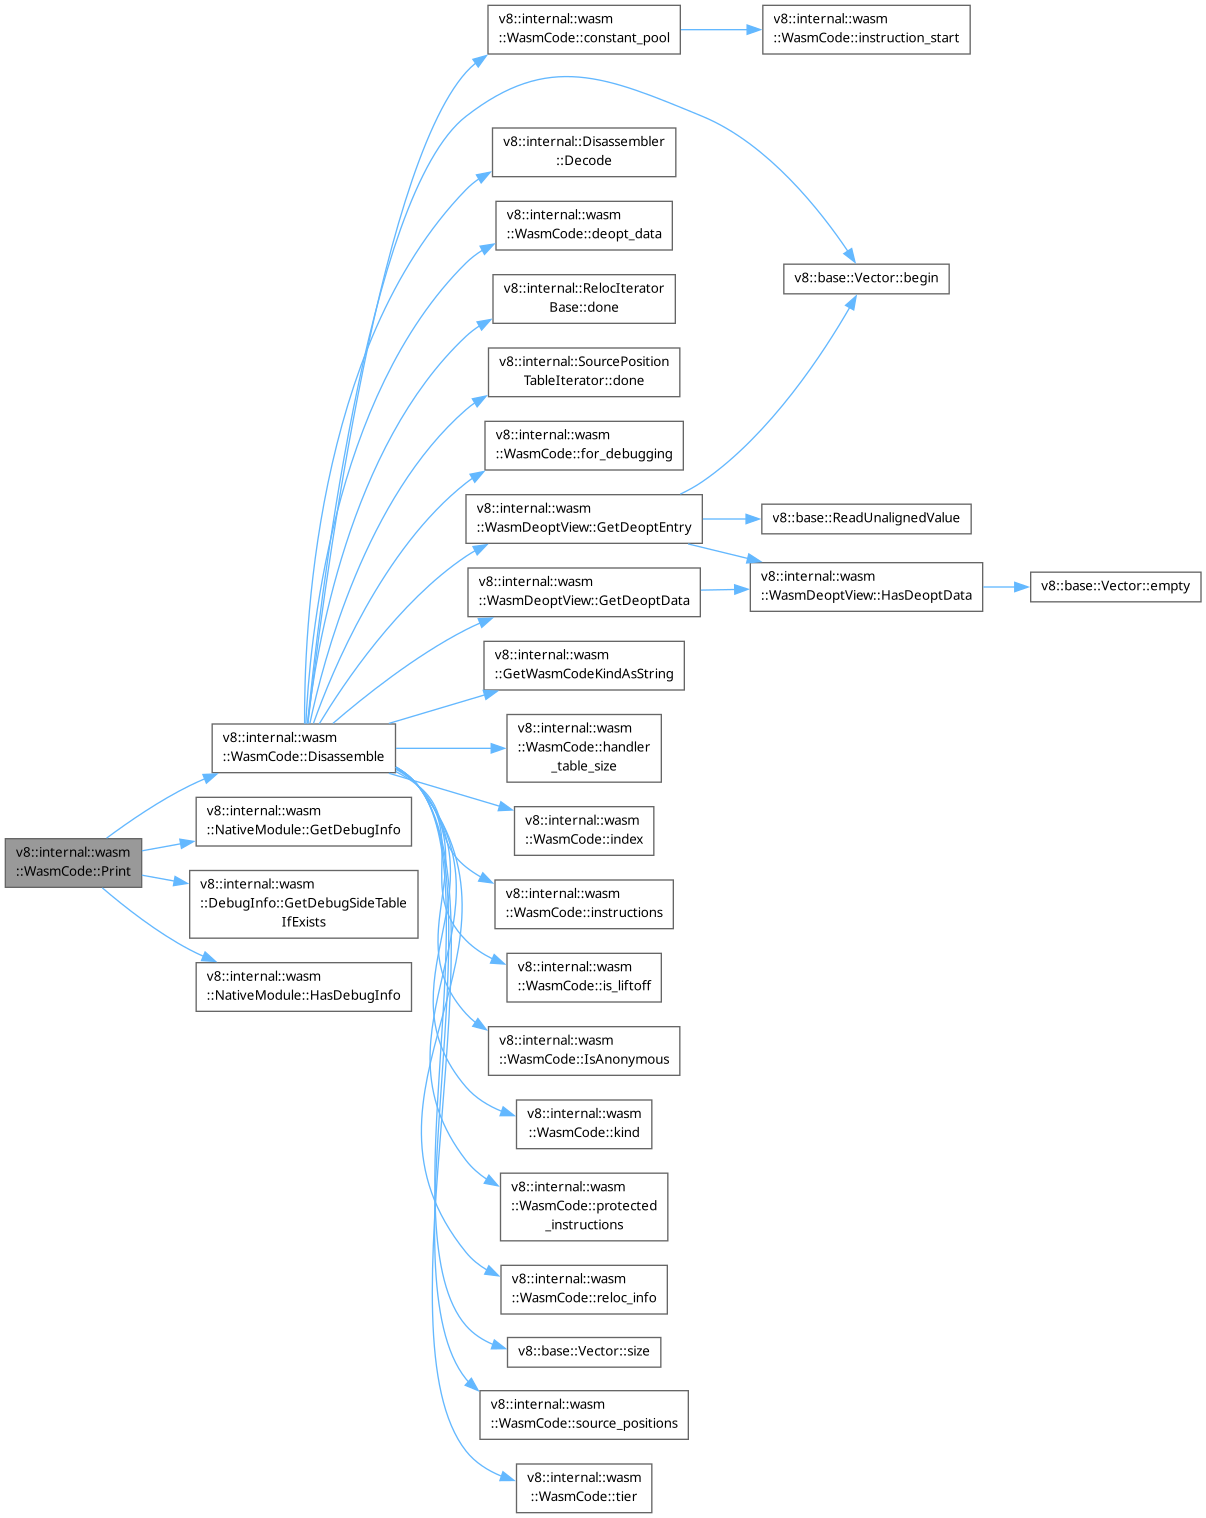 v8::internal::wasm
::WasmCode::Print
v8::internal::wasm
::WasmCode::Disassemble
v8::internal::wasm
::NativeModule::GetDebugInfo
v8::internal::wasm
::DebugInfo::GetDebugSideTable
IfExists
v8::internal::wasm
::NativeModule::HasDebugInfo
v8::internal::wasm
::WasmCode::constant_pool
v8::internal::wasm
::WasmCode::instruction_start
v8::base::Vector::begin
v8::internal::Disassembler
::Decode
v8::internal::wasm
::WasmCode::deopt_data
v8::internal::RelocIterator
Base::done
v8::internal::SourcePosition
TableIterator::done
v8::internal::wasm
::WasmCode::for_debugging
v8::internal::wasm
::WasmDeoptView::GetDeoptEntry
v8::base::ReadUnalignedValue
v8::internal::wasm
::WasmDeoptView::HasDeoptData
v8::base::Vector::empty
v8::internal::wasm
::WasmDeoptView::GetDeoptData
v8::internal::wasm
::GetWasmCodeKindAsString
v8::internal::wasm
::WasmCode::handler
_table_size
v8::internal::wasm
::WasmCode::index
v8::internal::wasm
::WasmCode::instructions
v8::internal::wasm
::WasmCode::is_liftoff
v8::internal::wasm
::WasmCode::IsAnonymous
v8::internal::wasm
::WasmCode::kind
v8::internal::wasm
::WasmCode::protected
_instructions
v8::internal::wasm
::WasmCode::reloc_info
v8::base::Vector::size
v8::internal::wasm
::WasmCode::source_positions
v8::internal::wasm
::WasmCode::tier